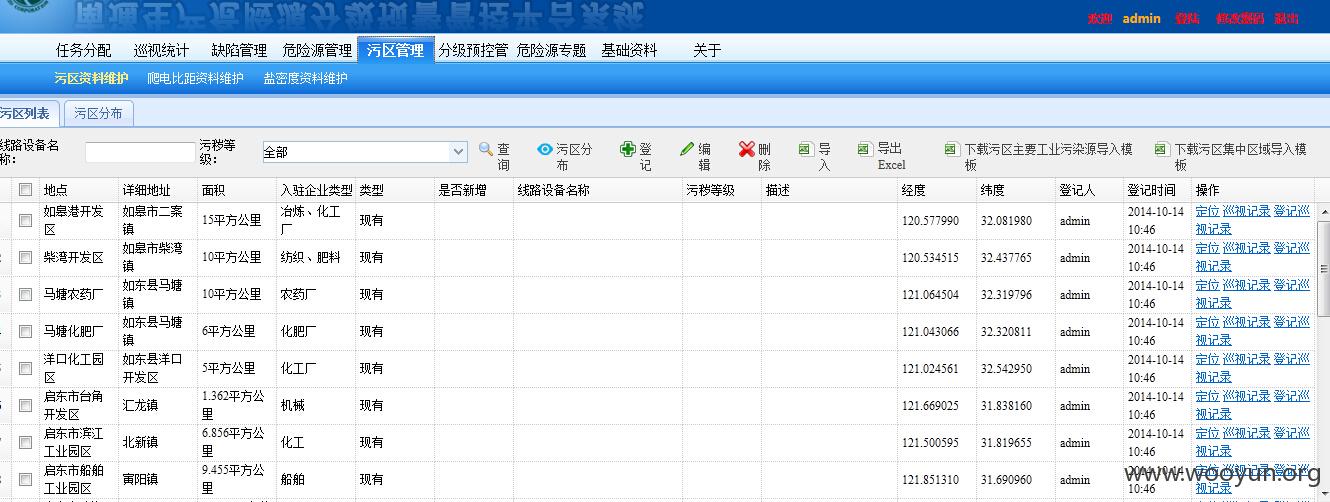 南通生产危险源分级预警管控平台系统
欢迎 admin 登陆 修改密码 退出
任务分配 巡视统计 缺陷管理 危险源管理 污区管理 分级预控管 危险源专题 基础资料 关于
污区资料维护 爬电比距资料维护 盐密度资料维护
污区列表 污区分布
线路设备名称: 污秽等级: 全部 查询 污区分布 登记 编辑 删除 导入 导出Excel 下载污区主要工业污染源导入模板 下载污区集中区域导入模板
地点 详细地址 面积 入驻企业类型 类型 是否新增 线路设备名称 污秽等级 描述 经度 纬度 登记人 登记时间 操作
如皋港开发区 如皋市二案镇 15平方公里 冶炼、化工厂 现有 120.577990 32.081980 admin 2014-10-14 10:46 定位 巡视记录 登记巡视记录
柴湾开发区 如皋市柴湾镇 10平方公里 纺织、肥料 现有 120.534515 32.437765 admin 2014-10-14 10:46 定位 巡视记录 登记巡视记录
马塘农药厂 如东县马塘镇 10平方公里 农药厂 现有 121.064504 32.319796 admin 2014-10-14 10:46 定位 巡视记录 登记巡视记录
马塘化肥厂 如东县马塘镇 6平方公里 化肥厂 现有 121.043066 32.320811 admin 2014-10-14 10:46 定位 巡视记录 登记巡视记录
洋口化工园区 如东县洋口开发区 5平方公里 化工厂 现有 121.024561 32.542950 admin 2014-10-14 10:46 定位 巡视记录 登记巡视记录
启东市台角开发区 汇龙镇 1.362平方公里 机械 现有 121.669025 31.838160 admin 2014-10-14 10:46 定位 巡视记录 登记巡视记录
启东市滨江工业园区 北新镇 6.856平方公里 化工 现有 121.500595 31.819655 admin 2014-10-14 10:46 定位 巡视记录 登记巡视记录
启东市船舶工业园区 寅阳镇 9.455平方公里 船舶 现有 121.851310 31.690960 admin 2014-10-14 10:46 定位 巡视记录 登记巡视记录
www.wooyun.org